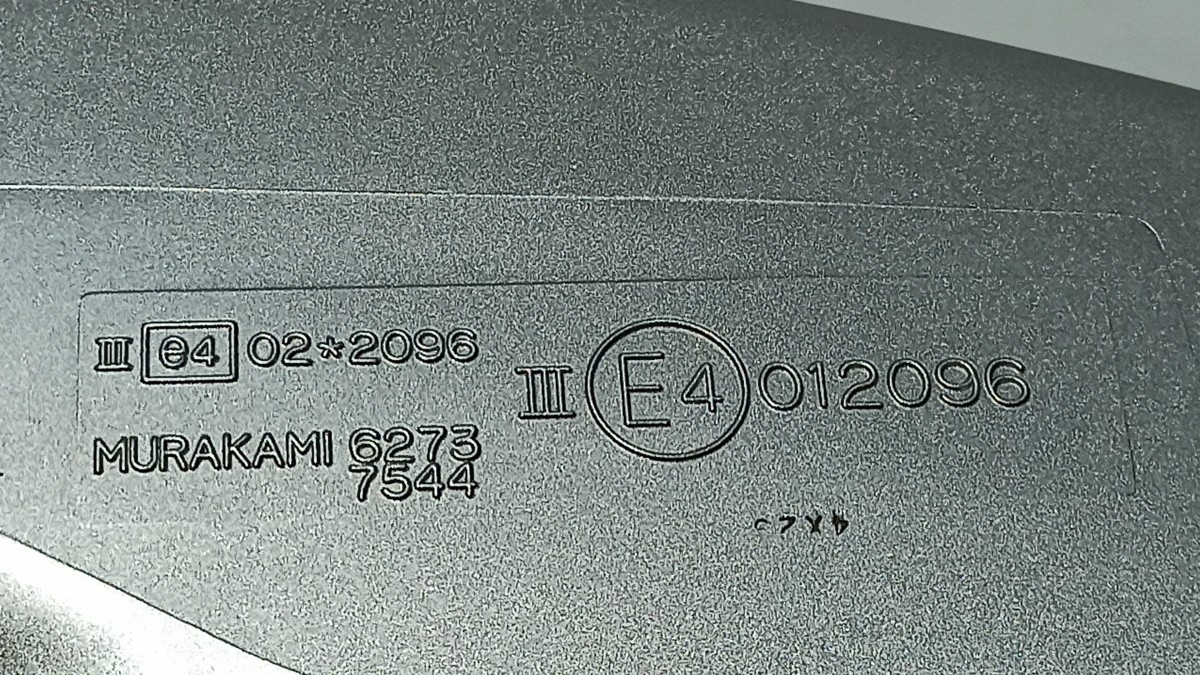 III e4 02*2096
MURAKAMI 6273
7544
III E4 012096